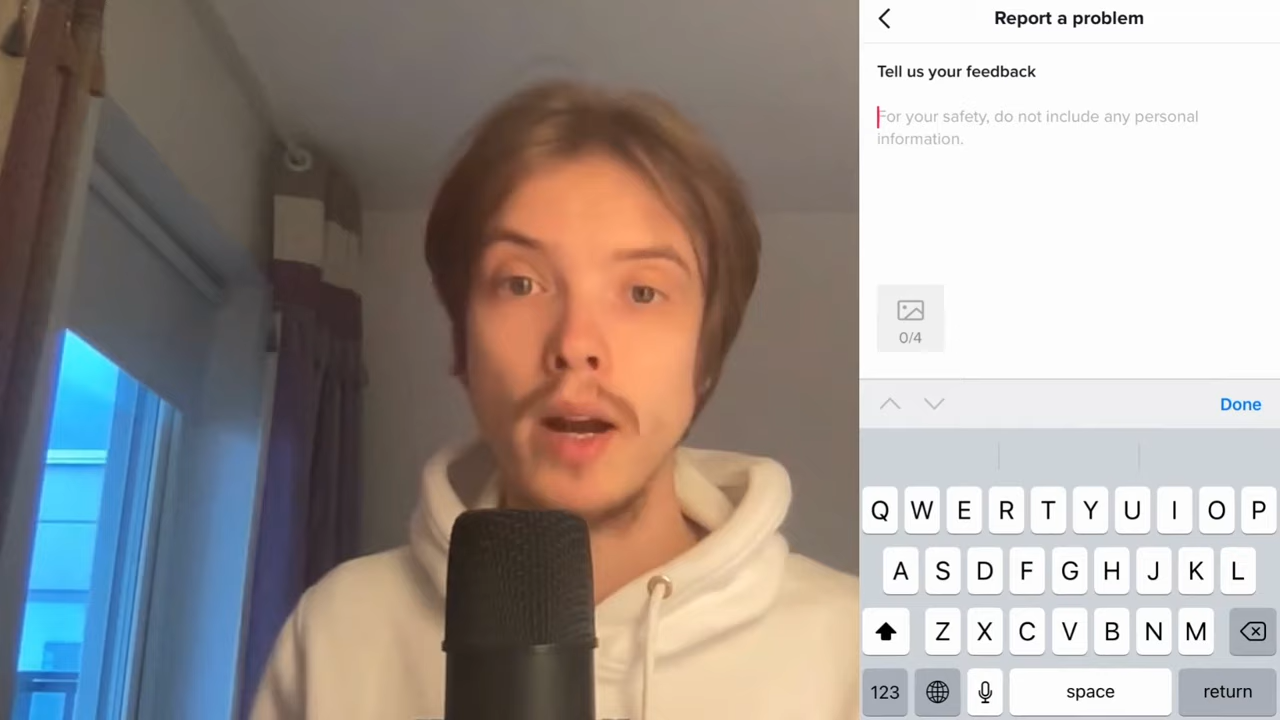 Report a problem
Tell us your feedback
For your safety, do not include any personal
information.
0/4
Done
Q W E R T Y U I O P
A S D F G H J K L
Z X C V B N M
123 space return